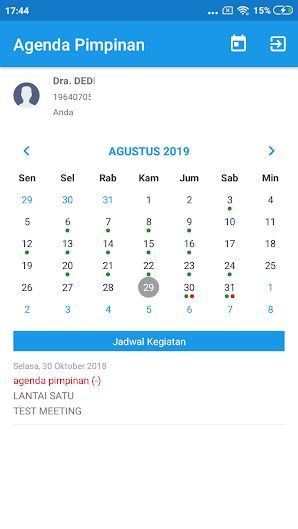 17:44
... 15%
Agenda Pimpinan
Dra. DEDI
19640705
Anda
AGUSTUS 2019
Sen Sel Rab Kam Jum Sab Min
29 30 31 1 2 3 4
5 6 7 8 9 10 11
12 13 14 15 16 17 18
19 20 21 22 23 24 25
26 27 28 29 30 31 1
2 3 4 5 6 7 8
Jadwal Kegiatan
Selasa, 30 Oktober 2018
agenda pimpinan (-)
LANTAI SATU
TEST MEETING